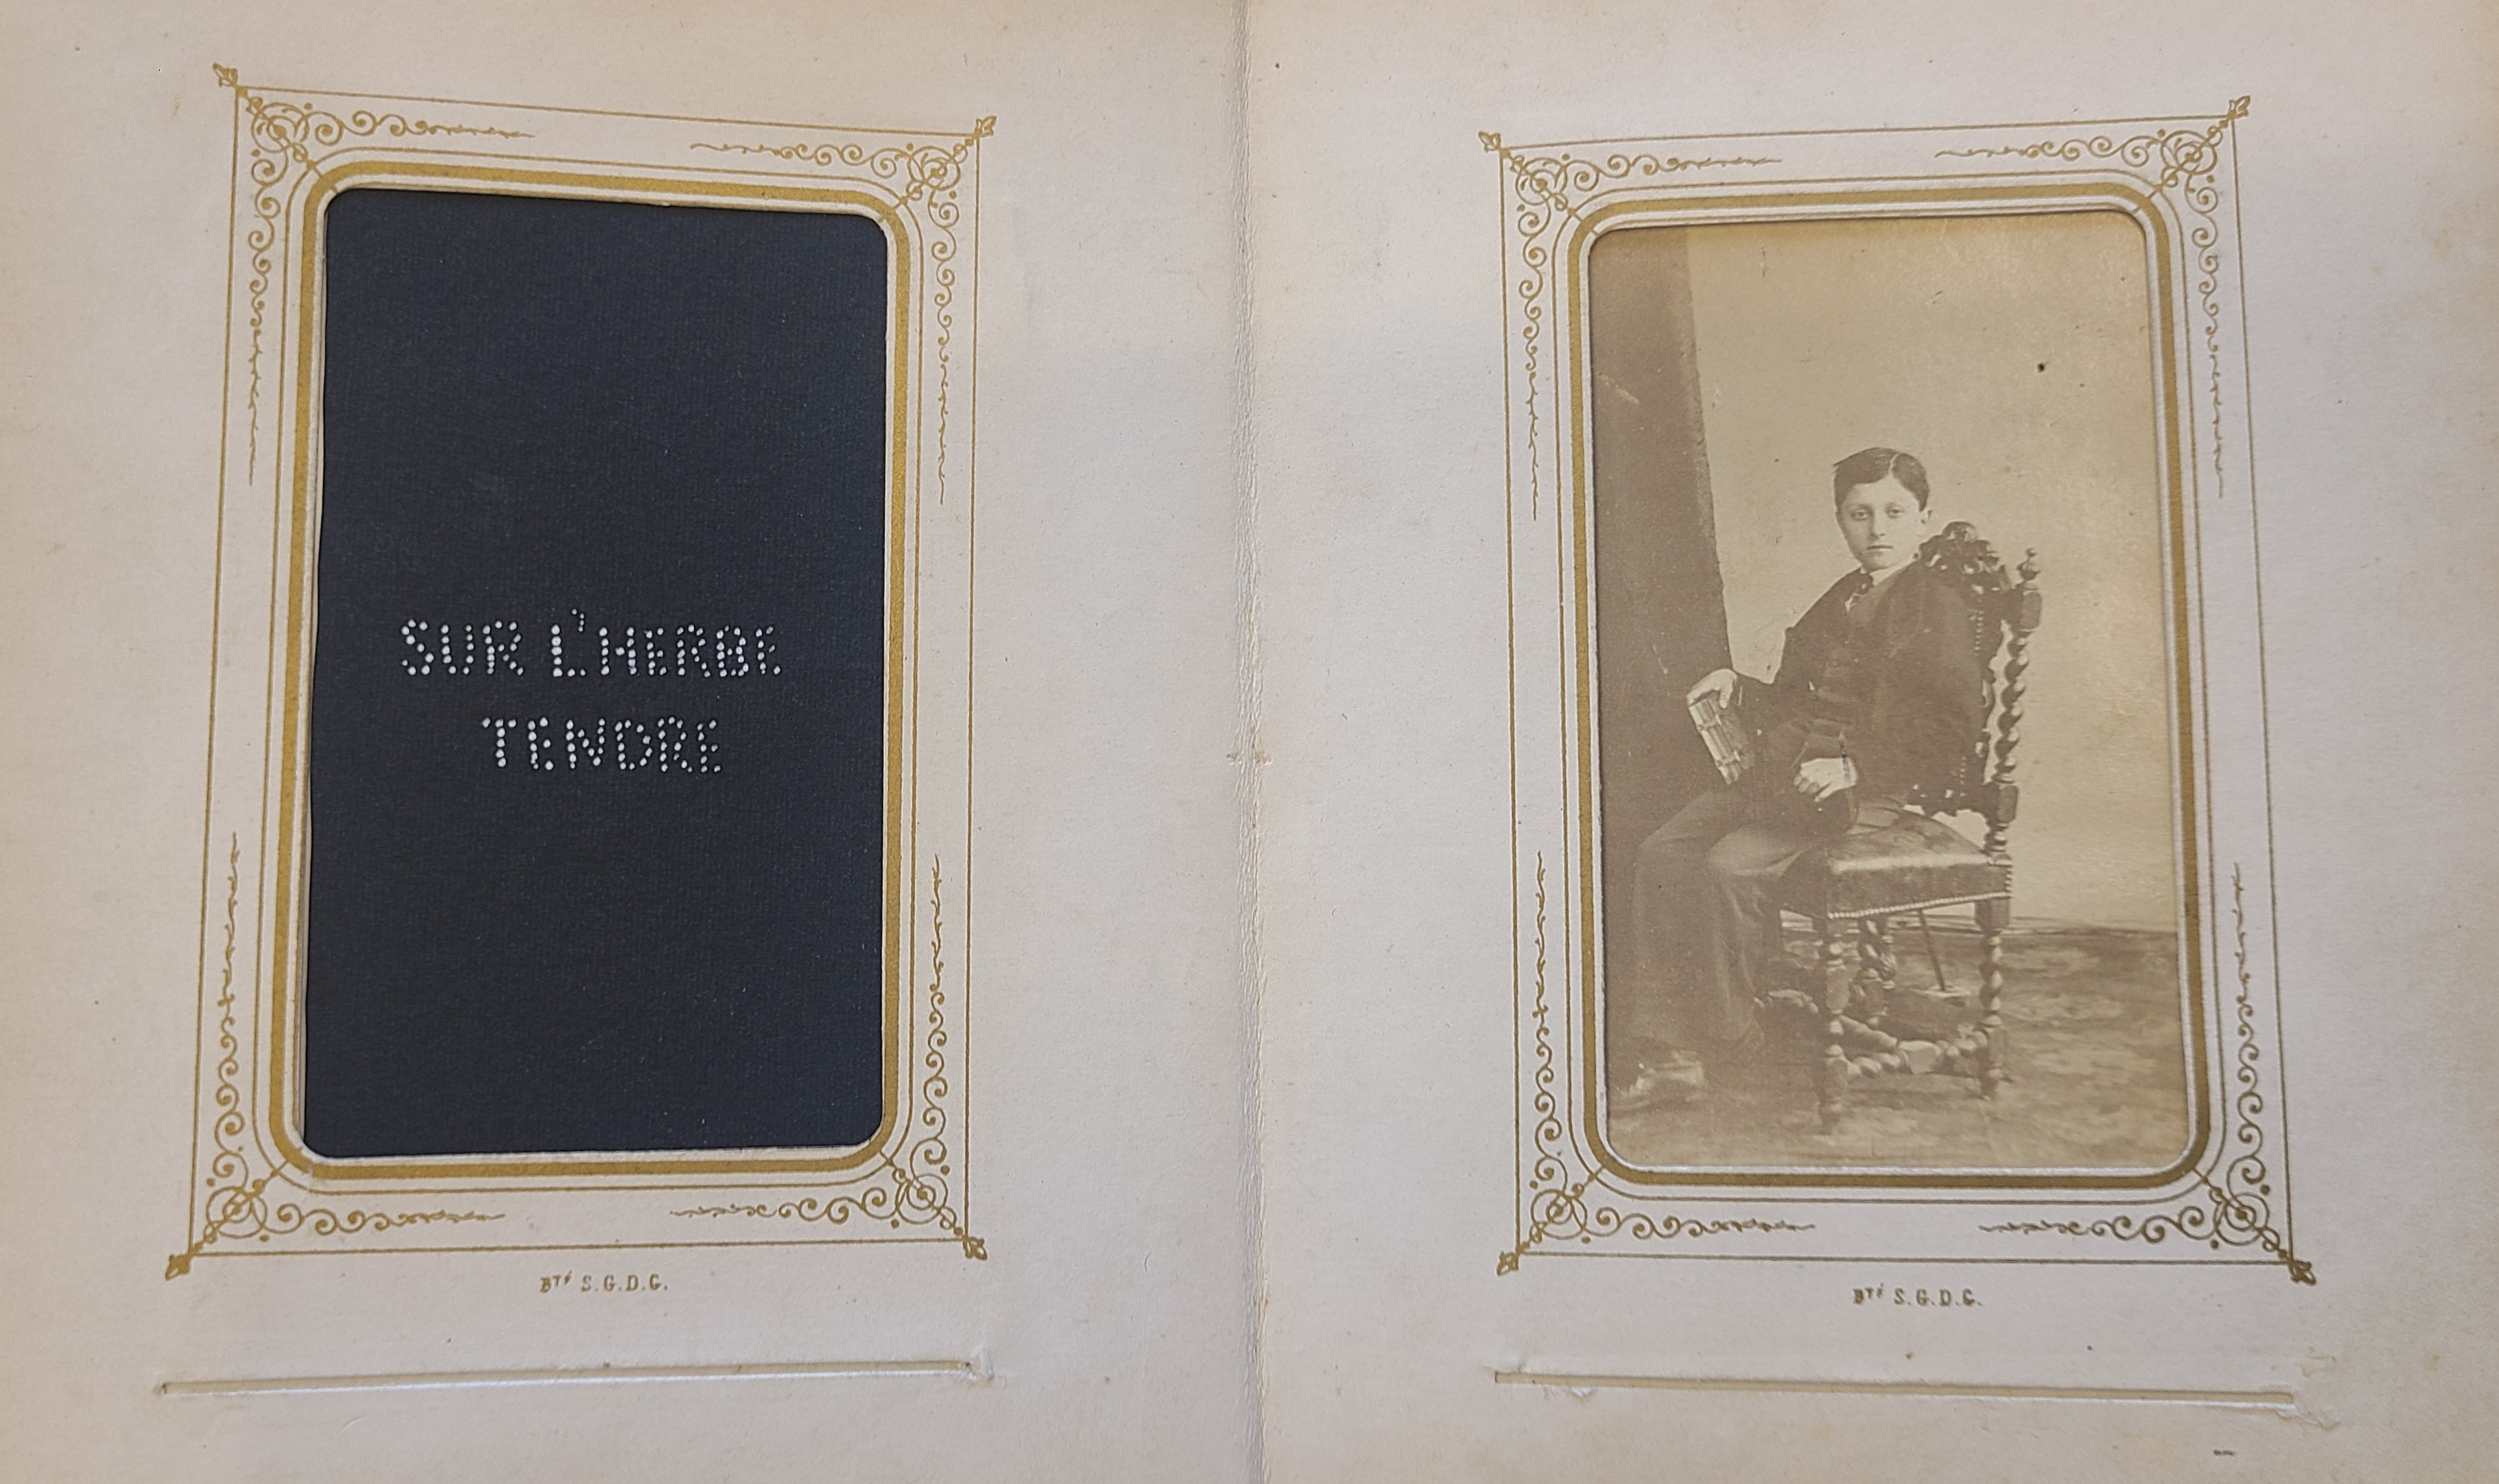 SUR L'HERBE
TENDRE
Bté S.G.D.G.
Bté S.G.D.G.